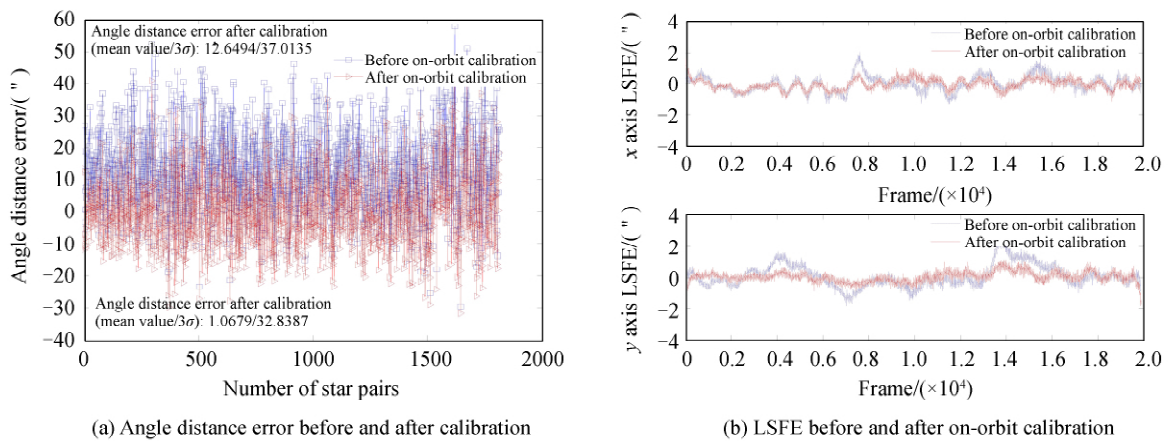 60
50
40
30
20
10
0
−10
−20
−30
−40
Angle distance error/(")
Angle distance error after calibration
(mean value/3σ): 12.6494/37.0135
Before on-orbit calibration
After on-orbit calibration
Angle distance error after calibration
(mean value/3σ): 1.0679/32.8387
0 500 1000 1500 2000
Number of star pairs
(a) Angle distance error before and after calibration
4
2
0
−2
−4
x axis LSFE/(")
Before on-orbit calibration
After on-orbit calibration
0 0.2 0.4 0.6 0.8 1.0 1.2 1.4 1.6 1.8 2.0
Frame/(×10⁴)
4
2
0
−2
−4
y axis LSFE/(")
Before on-orbit calibration
After on-orbit calibration
0 0.2 0.4 0.6 0.8 1.0 1.2 1.4 1.6 1.8 2.0
Frame/(×10⁴)
(b) LSFE before and after on-orbit calibration